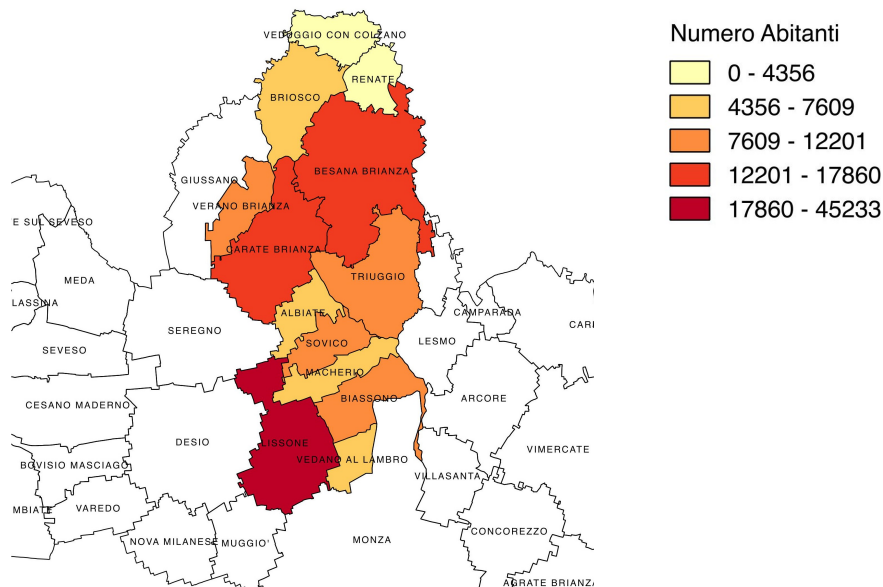 VEDUGGIO CON COLZANO
RENATE
BRIOSCO
BESANA BRIANZA
GIUSSANO
VERANO BRIANZA
E SUL SEVESO
CARATE BRIANZA
MEDA
TRIUGGIO
LASSINA
ALBIATE
CAMPARADA
CAR
SEREGNO
LESMO
SOVICO
SEVESO
MACHERIO
BIASSONO
ARCORE
CESANO MADERNO
DESIO
LISSONE
VIMERCATE
VEDANO AL LAMBRO
BOVISIO MASCIAGO
VILLASANTA
MBIATE
VAREDO
CONCOREZZO
NOVA MILANESE
MUGGIO'
MONZA
AGRATE BRIANZA
Numero Abitanti
0 - 4356
4356 - 7609
7609 - 12201
12201 - 17860
17860 - 45233